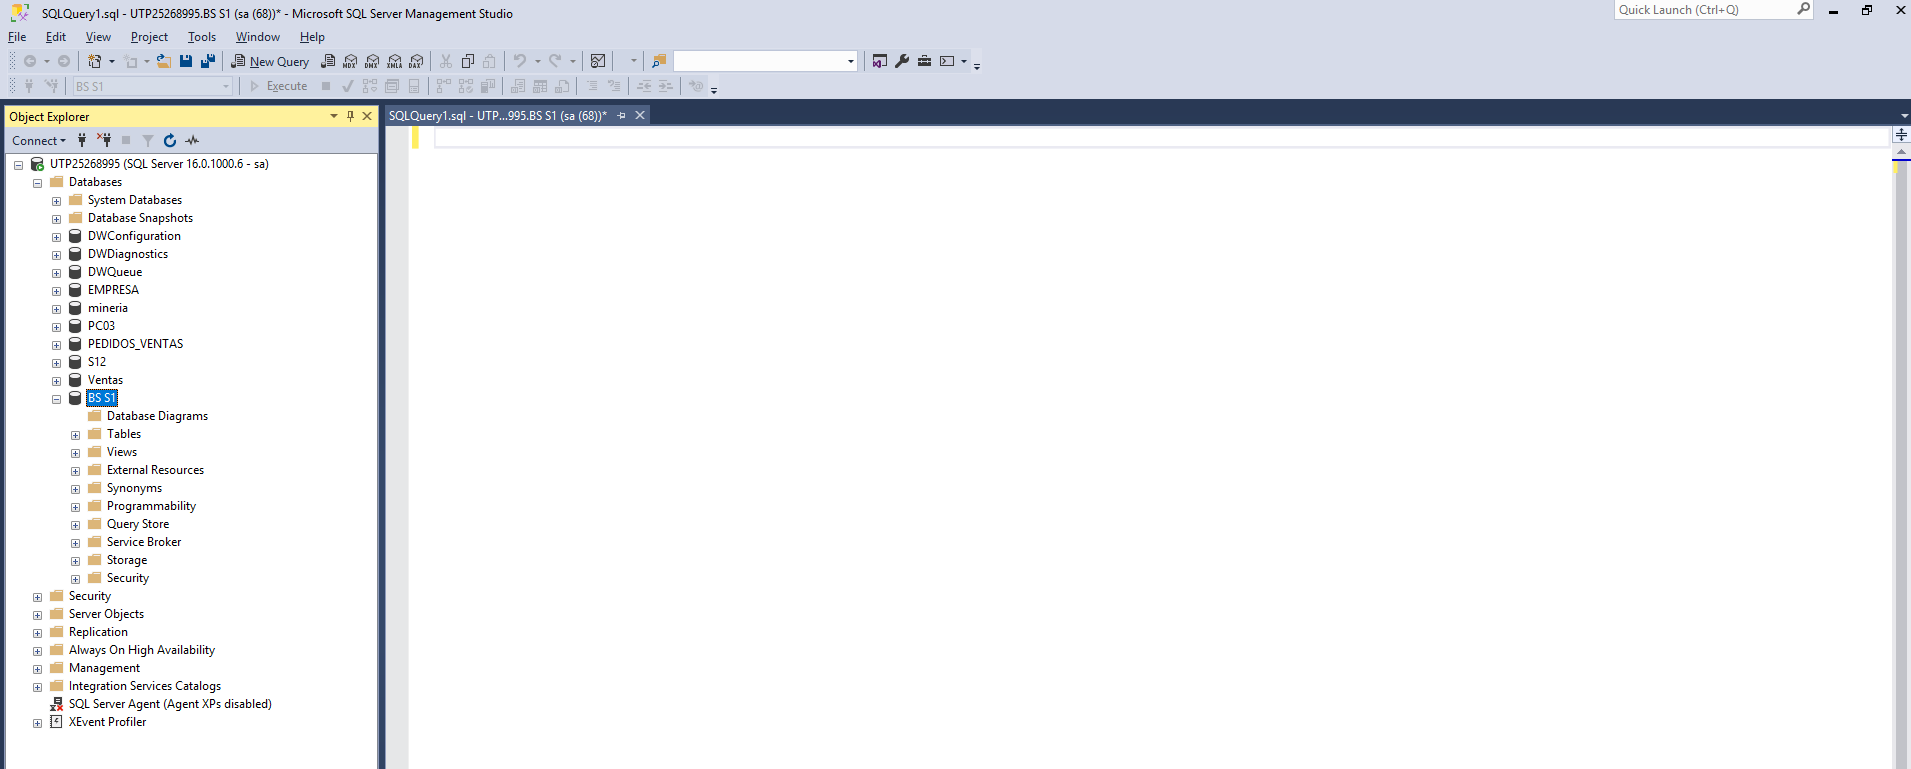 SQLQuery1.sql - UTP25268995.BS S1 (sa (68))* - Microsoft SQL Server Management Studio
Quick Launch (Ctrl+Q)
File Edit View Project Tools Window Help
New Query MDX DMX XMLA DAX
BS S1 Execute
Object Explorer
SQLQuery1.sql - UTP...995.BS S1 (sa (68))*
Connect
UTP25268995 (SQL Server 16.0.1000.6 - sa)
Databases
System Databases
Database Snapshots
DWConfiguration
DWDiagnostics
DWQueue
EMPRESA
mineria
PC03
PEDIDOS_VENTAS
S12
Ventas
BS S1
Database Diagrams
Tables
Views
External Resources
Synonyms
Programmability
Query Store
Service Broker
Storage
Security
Security
Server Objects
Replication
Always On High Availability
Management
Integration Services Catalogs
SQL Server Agent (Agent XPs disabled)
XEvent Profiler